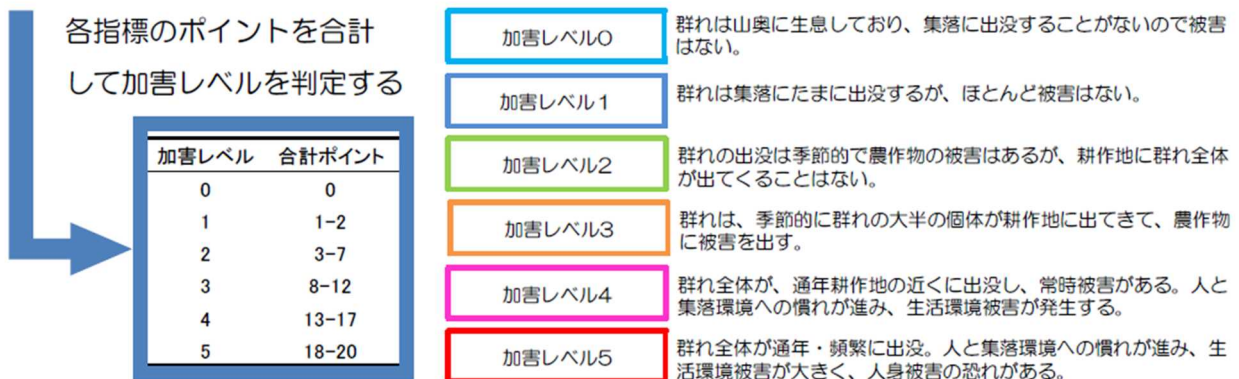 各指標のポイントを合計
して加害レベルを判定する
加害レベル 合計ポイント
0 0
1 1-2
2 3-7
3 8-12
4 13-17
5 18-20
加害レベル0
群れは山奥に生息しており、集落に出没することがないので被害
はない。
加害レベル1
群れは集落にたまに出没するが、ほとんど被害はない。
加害レベル2
群れの出没は季節的で農作物の被害はあるが、耕作地に群れ全体
が出てくることはない。
加害レベル3
群れは、季節的に群れの大半の個体が耕作地に出てきて、農作物
に被害を出す。
加害レベル4
群れ全体が、通年耕作地の近くに出没し、常時被害がある。人と
集落環境への慣れが進み、生活環境被害が発生する。
加害レベル5
群れ全体が通年・頻繁に出没。人と集落環境への慣れが進み、生
活環境被害が大きく、人身被害の恐れがある。